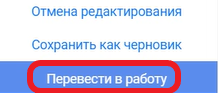 Отмена редактирования
Сохранить как черновик
Перевести в работу